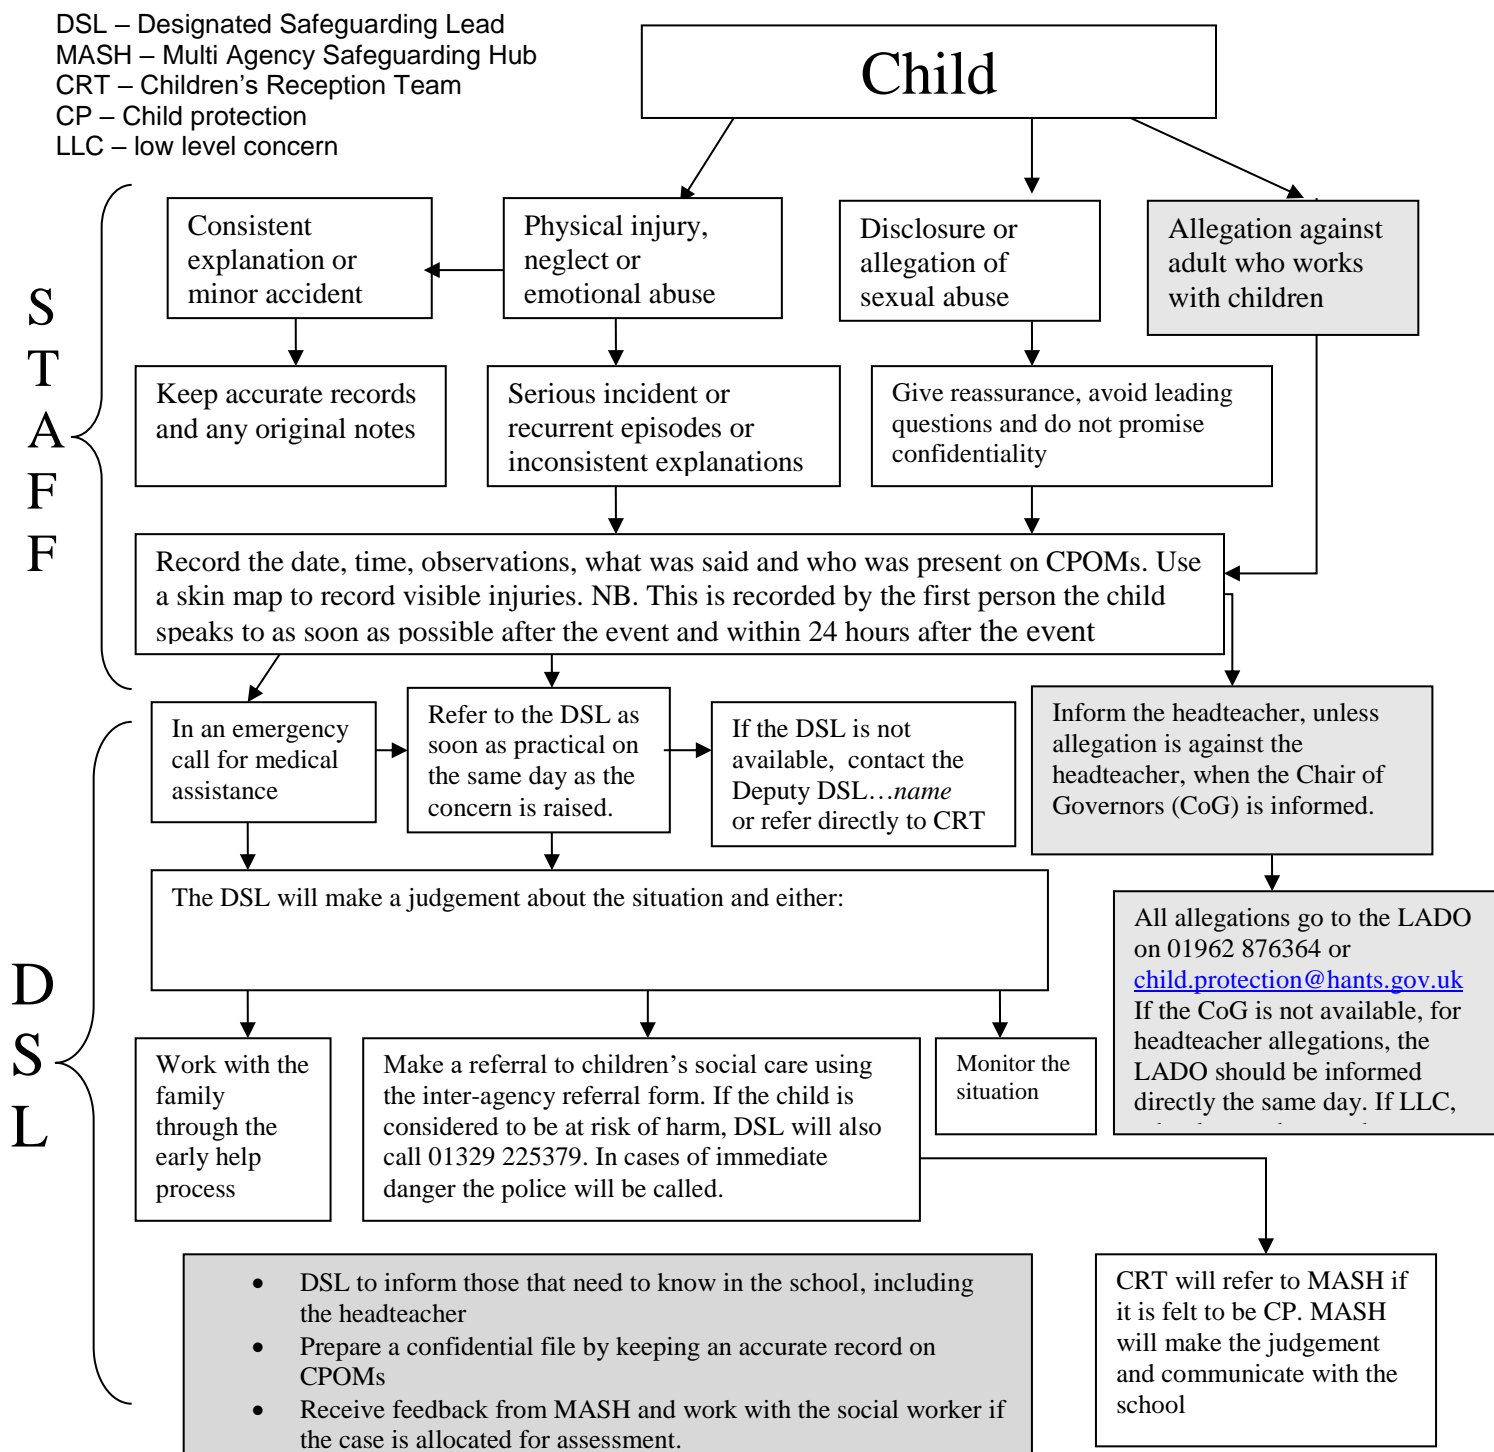 DSL – Designated Safeguarding Lead
MASH – Multi Agency Safeguarding Hub
CRT – Children’s Reception Team
CP – Child protection
LLC – low level concern
Child
STAFF
Consistent
explanation or
minor accident
Physical injury,
neglect or
emotional abuse
Disclosure or
allegation of
sexual abuse
Allegation against
adult who works
with children
Keep accurate records
and any original notes
Serious incident or
recurrent episodes or
inconsistent explanations
Give reassurance, avoid leading
questions and do not promise
confidentiality
Record the date, time, observations, what was said and who was present on CPOMs. Use
a skin map to record visible injuries. NB. This is recorded by the first person the child
speaks to as soon as possible after the event and within 24 hours after the event
DSL
In an emergency
call for medical
assistance
Refer to the DSL as
soon as practical on
the same day as the
concern is raised.
If the DSL is not
available,  contact the
Deputy DSL…name
or refer directly to CRT
Inform the headteacher, unless
allegation is against the
headteacher, when the Chair of
Governors (CoG) is informed.
The DSL will make a judgement about the situation and either:
All allegations go to the LADO
on 01962 876364 or
child.protection@hants.gov.uk
If the CoG is not available, for
headteacher allegations, the
LADO should be informed
directly the same day. If LLC,
Work with the
family
through the
early help
process
Make a referral to children’s social care using
the inter-agency referral form. If the child is
considered to be at risk of harm, DSL will also
call 01329 225379. In cases of immediate
danger the police will be called.
Monitor the
situation
• DSL to inform those that need to know in the school, including
the headteacher
• Prepare a confidential file by keeping an accurate record on
CPOMs
• Receive feedback from MASH and work with the social worker if
the case is allocated for assessment.
CRT will refer to MASH if
it is felt to be CP. MASH
will make the judgement
and communicate with the
school